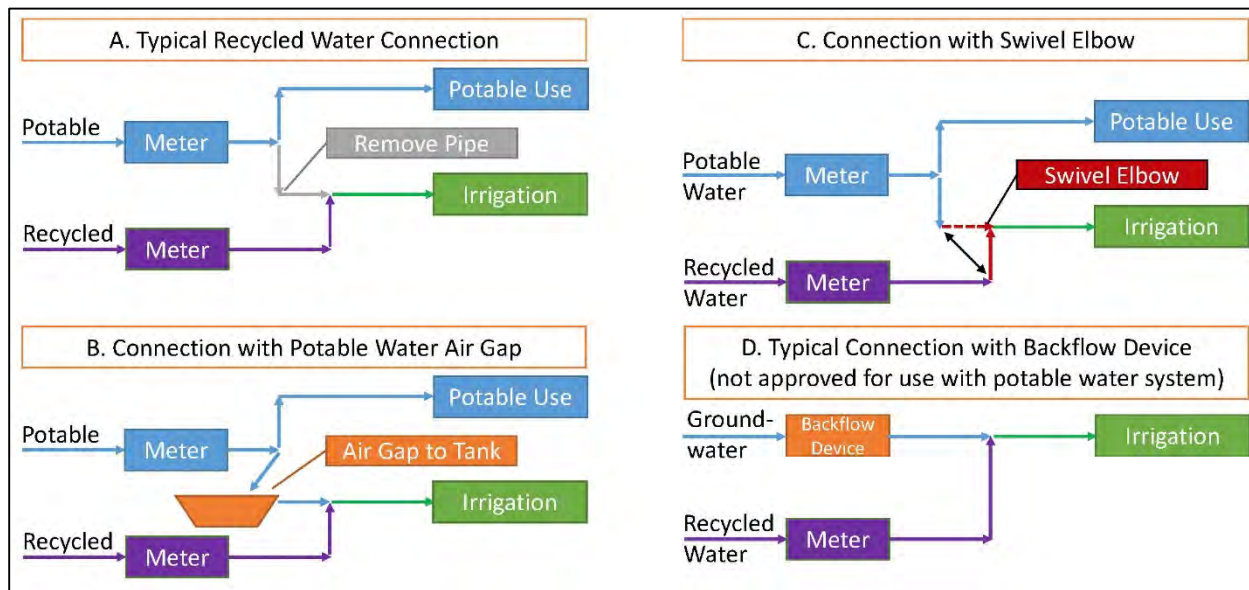 A. Typical Recycled Water Connection
Potable Use
Potable
Meter
Remove Pipe
Irrigation
Recycled
Meter
B. Connection with Potable Water Air Gap
Potable Use
Potable
Meter
Air Gap to Tank
Irrigation
Recycled
Meter
C. Connection with Swivel Elbow
Potable Use
Potable
Water
Meter
Swivel Elbow
Irrigation
Recycled
Water
Meter
D. Typical Connection with Backflow Device
(not approved for use with potable water system)
Ground-
water
Backflow
Device
Irrigation
Recycled
Water
Meter